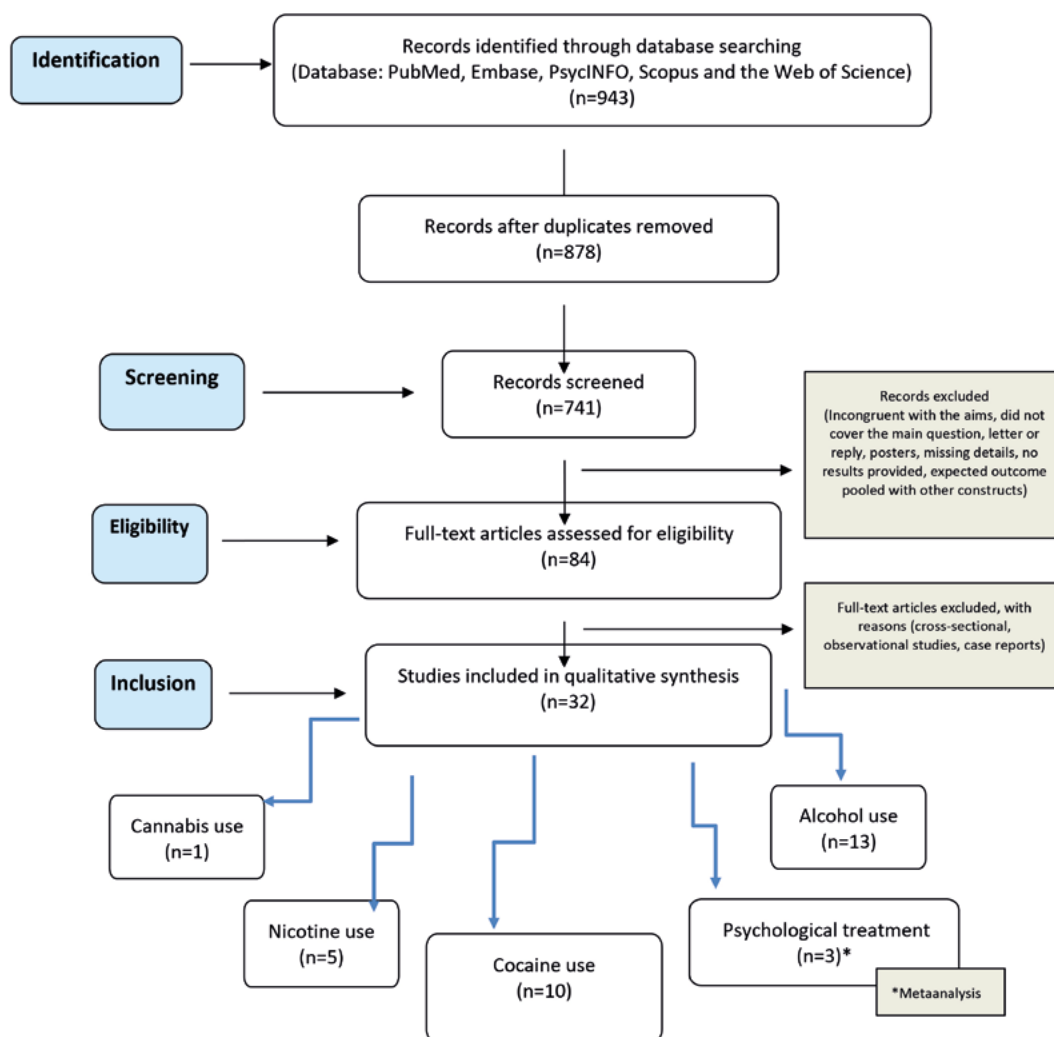 Identification
Records identified through database searching
(Database: PubMed, Embase, PsycINFO, Scopus and the Web of Science)
(n=943)
Records after duplicates removed
(n=878)
Screening
Records screened
(n=741)
Records excluded
(Incongruent with the aims, did not
cover the main question, letter or
reply, posters, missing details, no
results provided, expected outcome
pooled with other constructs)
Eligibility
Full-text articles assessed for eligibility
(n=84)
Full-text articles excluded, with
reasons (cross-sectional,
observational studies, case reports)
Inclusion
Studies included in qualitative synthesis
(n=32)
Cannabis use
(n=1)
Nicotine use
(n=5)
Cocaine use
(n=10)
Psychological treatment
(n=3)*
*Metaanalysis
Alcohol use
(n=13)